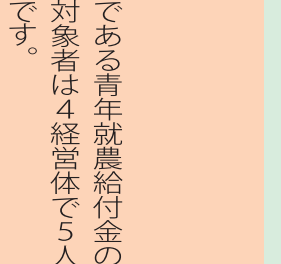 である青年就農給付金の
対象者は４経営体で５人
です。